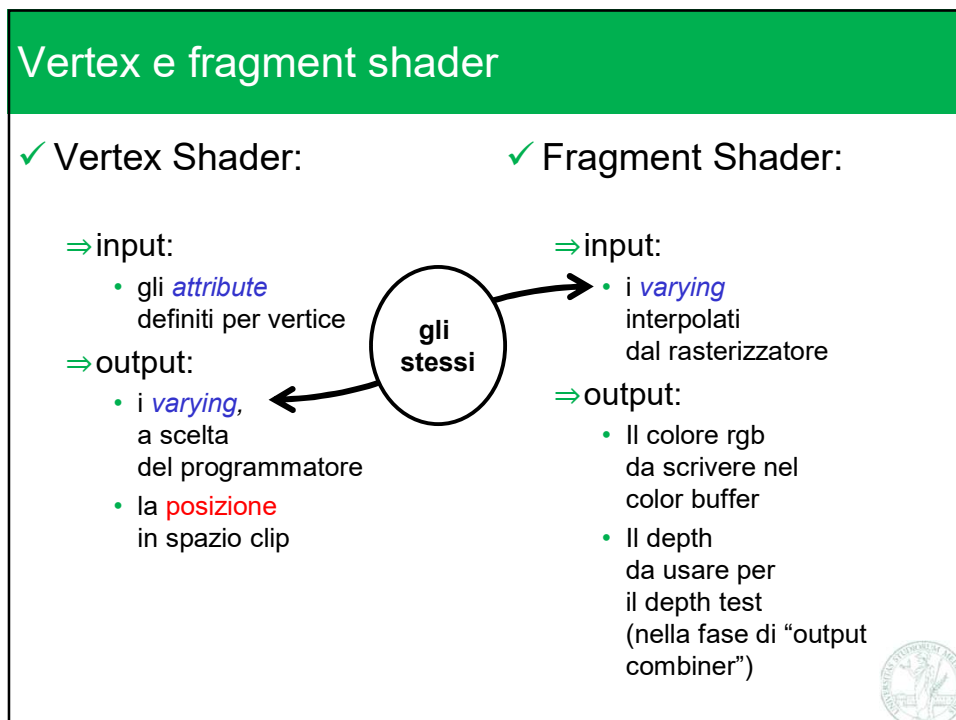 Vertex e fragment shader
✓ Vertex Shader:
⇒input:
• gli attribute
definiti per vertice
⇒output:
• i varying,
a scelta
del programmatore
• la posizione
in spazio clip
gli
stessi
✓ Fragment Shader:
⇒input:
• i varying
interpolati
dal rasterizzatore
⇒output:
• Il colore rgb
da scrivere nel
color buffer
• Il depth
da usare per
il depth test
(nella fase di “output
combiner”)